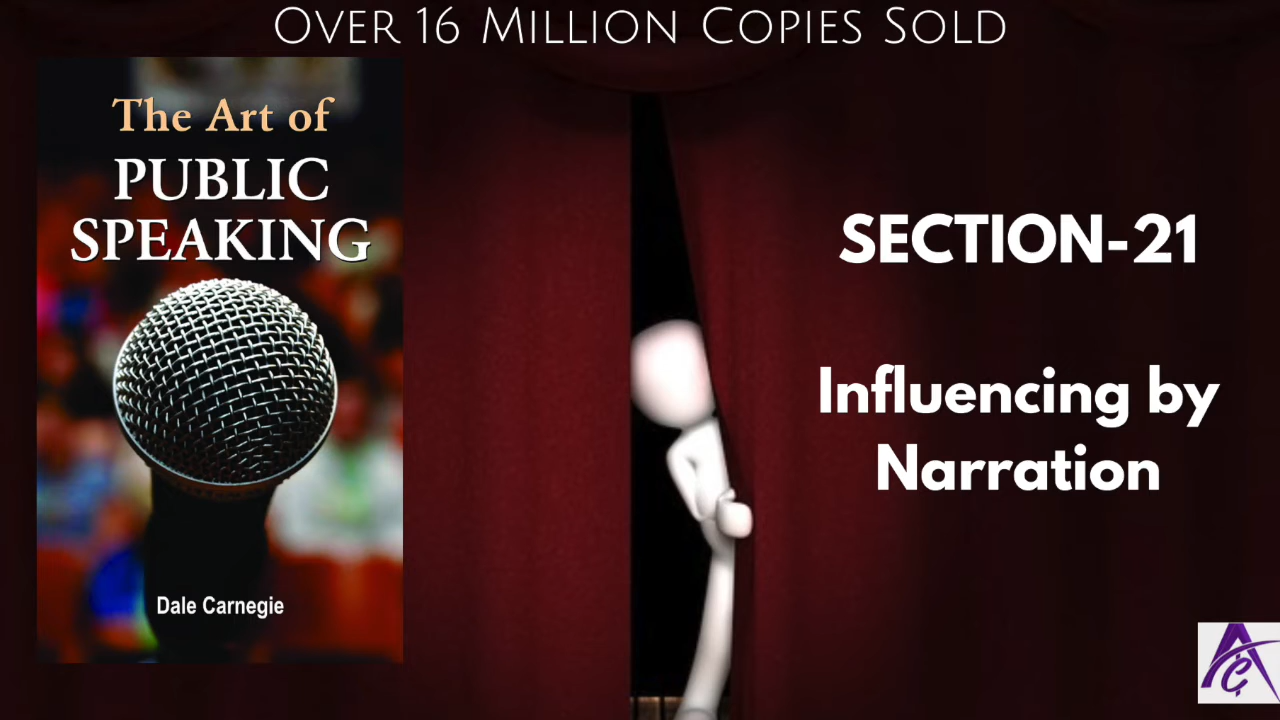 Over 16 Million Copies Sold
The Art of
PUBLIC
SPEAKING
Dale Carnegie
SECTION-21
Influencing by
Narration